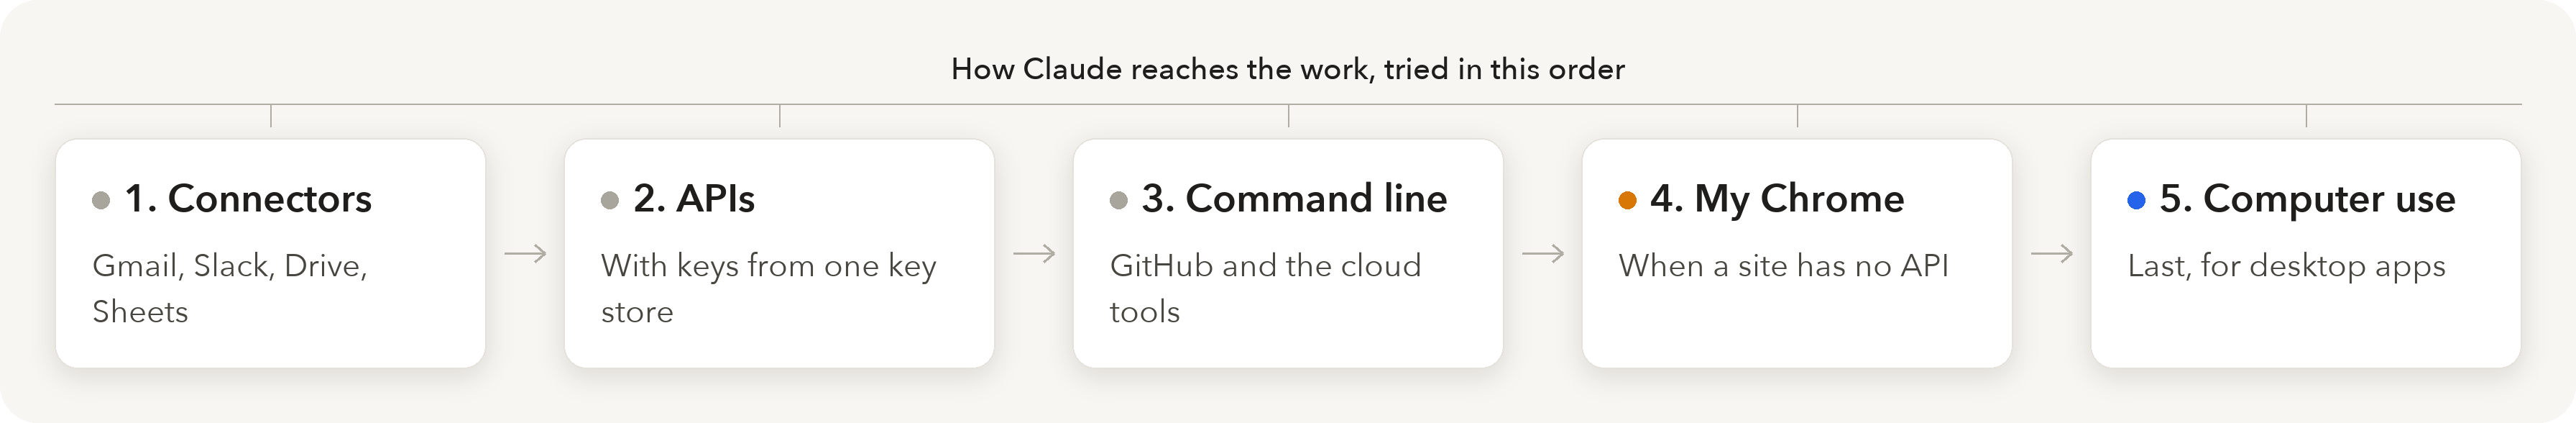 How Claude reaches the work, tried in this order
1. Connectors
Gmail, Slack, Drive,
Sheets
2. APIs
With keys from one key
store
3. Command line
GitHub and the cloud
tools
4. My Chrome
When a site has no API
5. Computer use
Last, for desktop apps